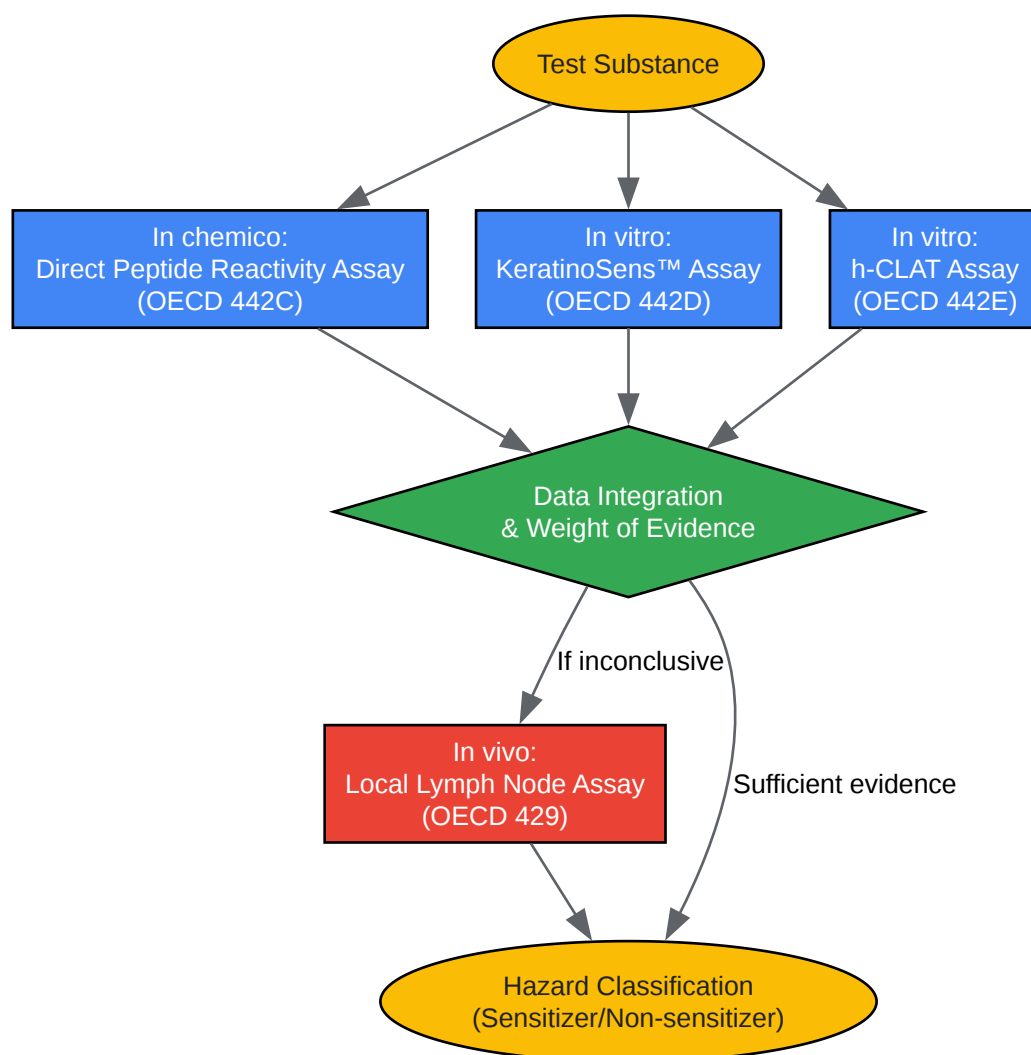 Test Substance
In chemico:
Direct Peptide Reactivity Assay
(OECD 442C)
In vitro:
KeratinoSens™ Assay
(OECD 442D)
In vitro:
h-CLAT Assay
(OECD 442E)
Data Integration
& Weight of Evidence
If inconclusive
In vivo:
Local Lymph Node Assay
(OECD 429)
Sufficient evidence
Hazard Classification
(Sensitizer/Non-sensitizer)